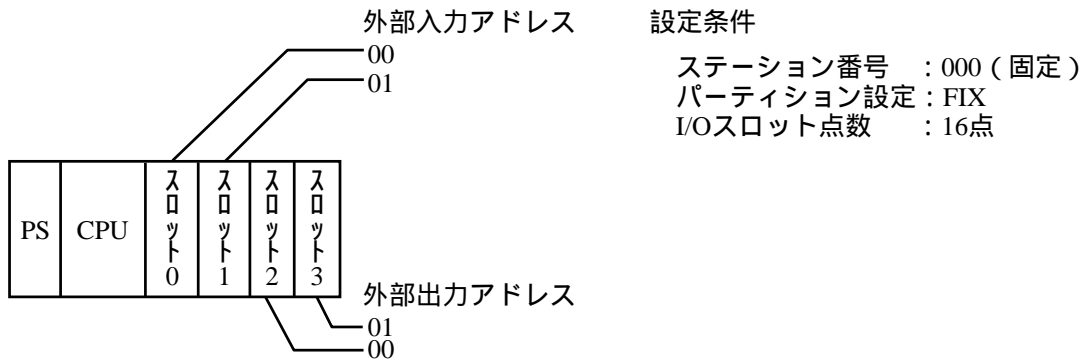 外部入力アドレス
00
01
設定条件
ステーション番号 :000(固定)
パーティション設定:FIX
I/Oスロット点数 :16点
PS
CPU
スロット0
スロット1
スロット2
スロット3
外部出力アドレス
01
00